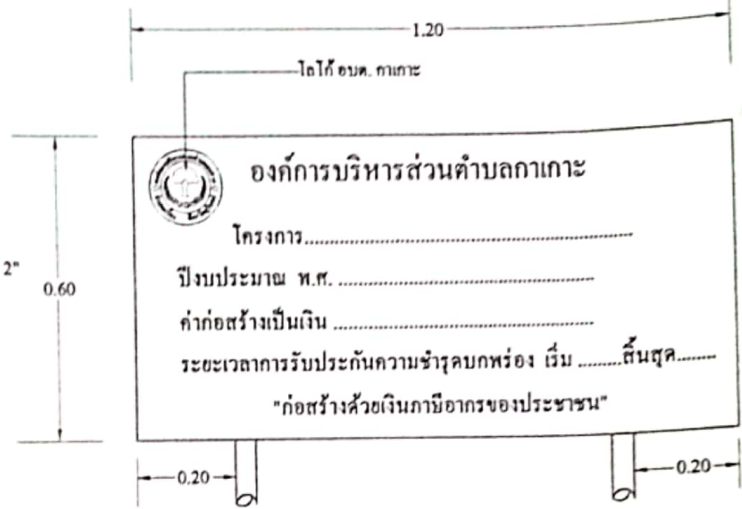 1.20
โลโก้ อบต. กาเกาะ
องค์การบริหารส่วนตำบลกาเกาะ
โครงการ................................................................
ปีงบประมาณ พ.ศ. ..................................................
2"
0.60
ค่าก่อสร้างเป็นเงิน ...................................................
ระยะเวลาการรับประกันความชำรุดบกพร่อง เริ่ม .........สิ้นสุด.........
"ก่อสร้างด้วยเงินภาษีอากรของประชาชน"
0.20
0.20